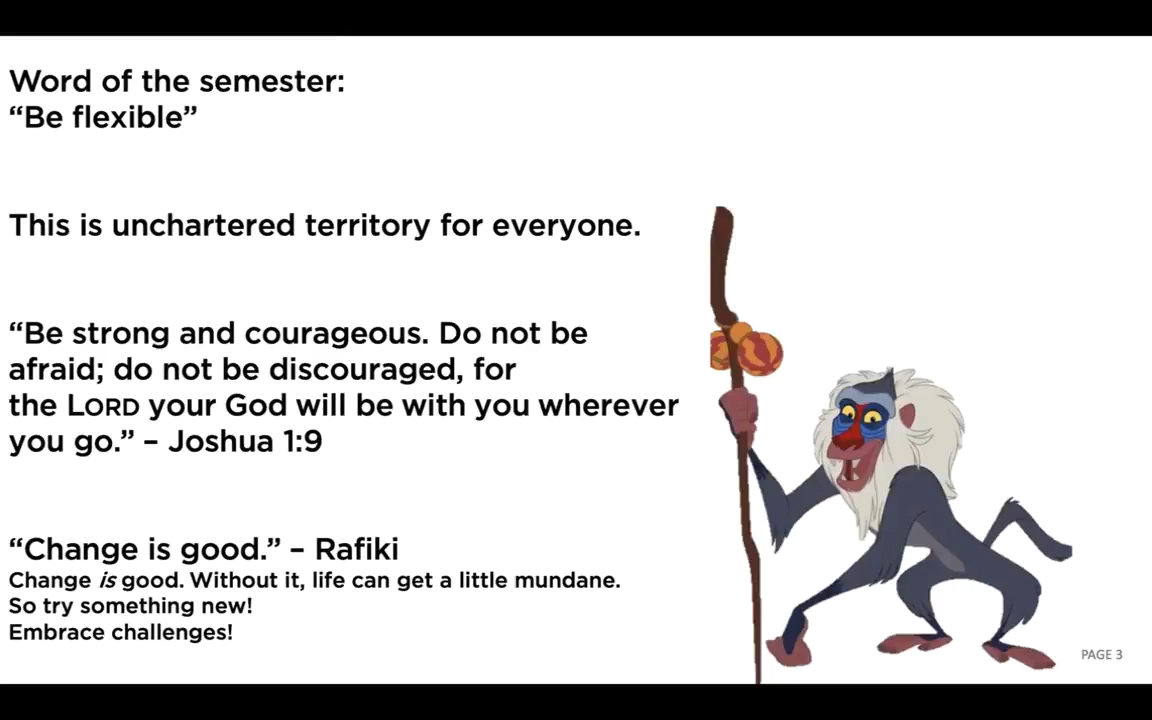 Word of the semester:
“Be flexible”
This is unchartered territory for everyone.
“Be strong and courageous. Do not be
afraid; do not be discouraged, for
the LORD your God will be with you wherever
you go.” – Joshua 1:9
“Change is good.” – Rafiki
Change is good. Without it, life can get a little mundane.
So try something new!
Embrace challenges!
PAGE 3